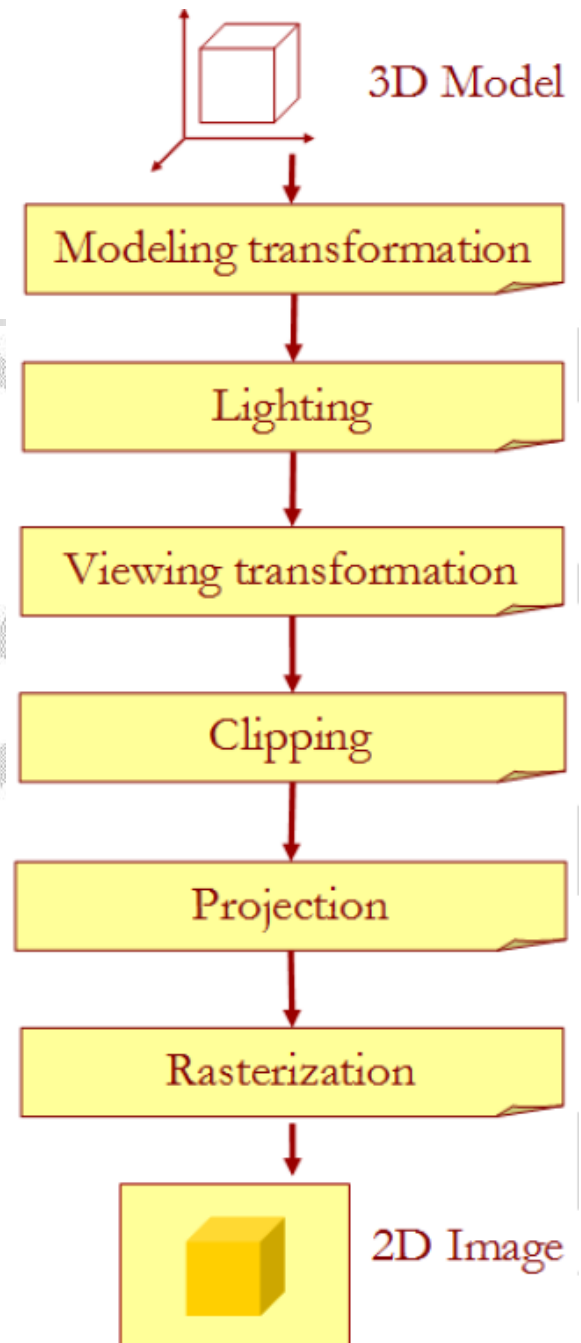 3D Model
Modeling transformation
Lighting
Viewing transformation
Clipping
Projection
Rasterization
2D Image